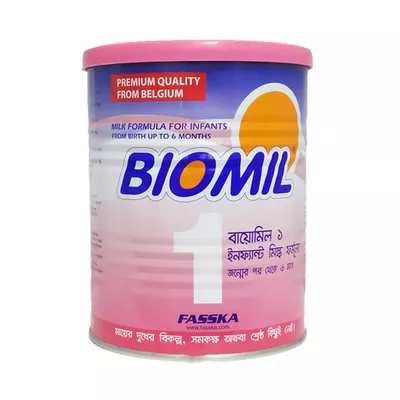 PREMIUM QUALITY
FROM BELGIUM
MILK FORMULA FOR INFANTS
FROM BIRTH UP TO 6 MONTHS
BIOMIL
1
বায়োমিল ১
ইনফ্যান্ট মিল্ক ফর্মুলা
জন্মের পর থেকে ৬ মাস
FASSKA
www.fasska.com
মায়ের দুধের বিকল্প, সমকক্ষ অথবা শ্রেষ্ঠ কিছুই নেই।